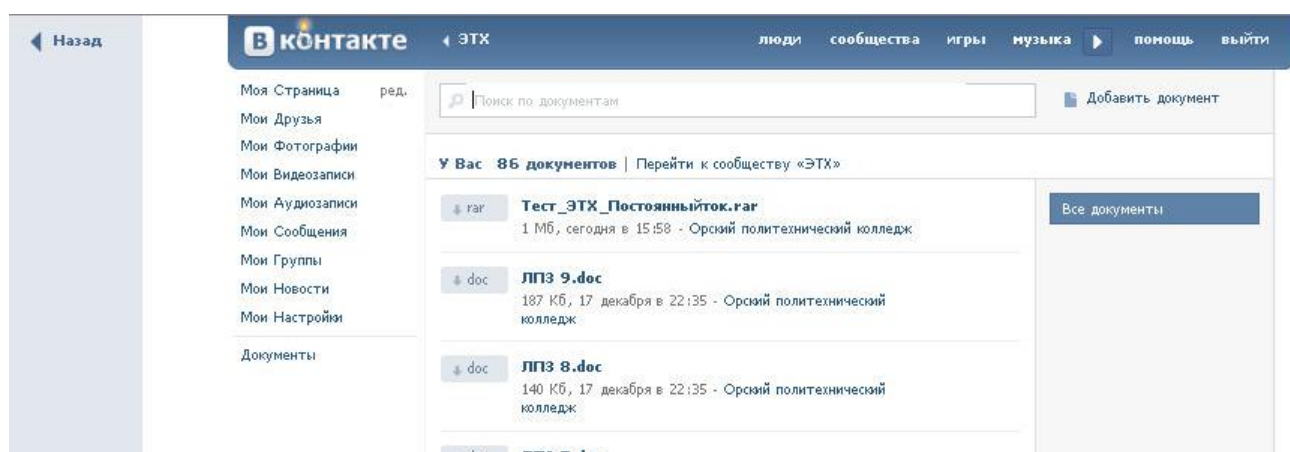 Назад
В контакте
ЭТХ
люди сообщества игры музыка помощь выйти
Моя Страница ред.
Мои Друзья
Мои Фотографии
Мои Видеозаписи
Мои Аудиозаписи
Мои Сообщения
Мои Группы
Мои Новости
Мои Настройки
Документы
Поиск по документам
Добавить документ
У Вас 86 документов | Перейти к сообществу «ЭТХ»
Все документы
rar Тест_ЭТХ_Постоянныйток.rar
1 Мб, сегодня в 15:58 - Орский политехнический колледж
doc ЛПЗ 9.doc
187 Кб, 17 декабря в 22:35 - Орский политехнический
колледж
doc ЛПЗ 8.doc
140 Кб, 17 декабря в 22:35 - Орский политехнический
колледж